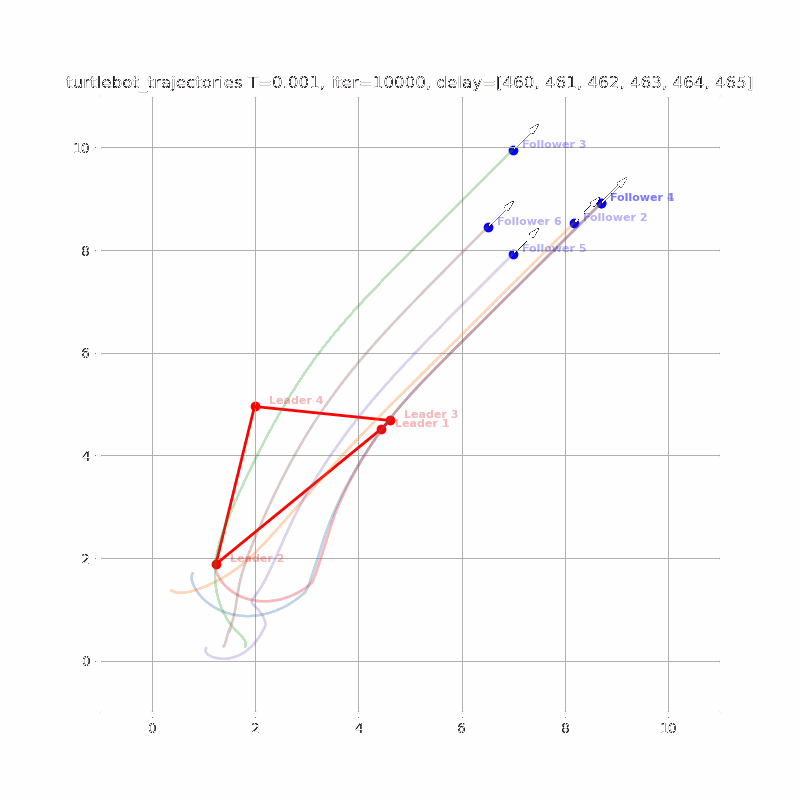 turtlebot_trajectories T=0.001, iter=10000, delay=[460, 461, 462, 463, 464, 465]
10
Follower 3
Follower 4
Follower 6
Follower 2
8
Follower 5
6
Leader 4
Leader 3
Leader 1
4
2
Leader 2
0
0 2 4 6 8 10